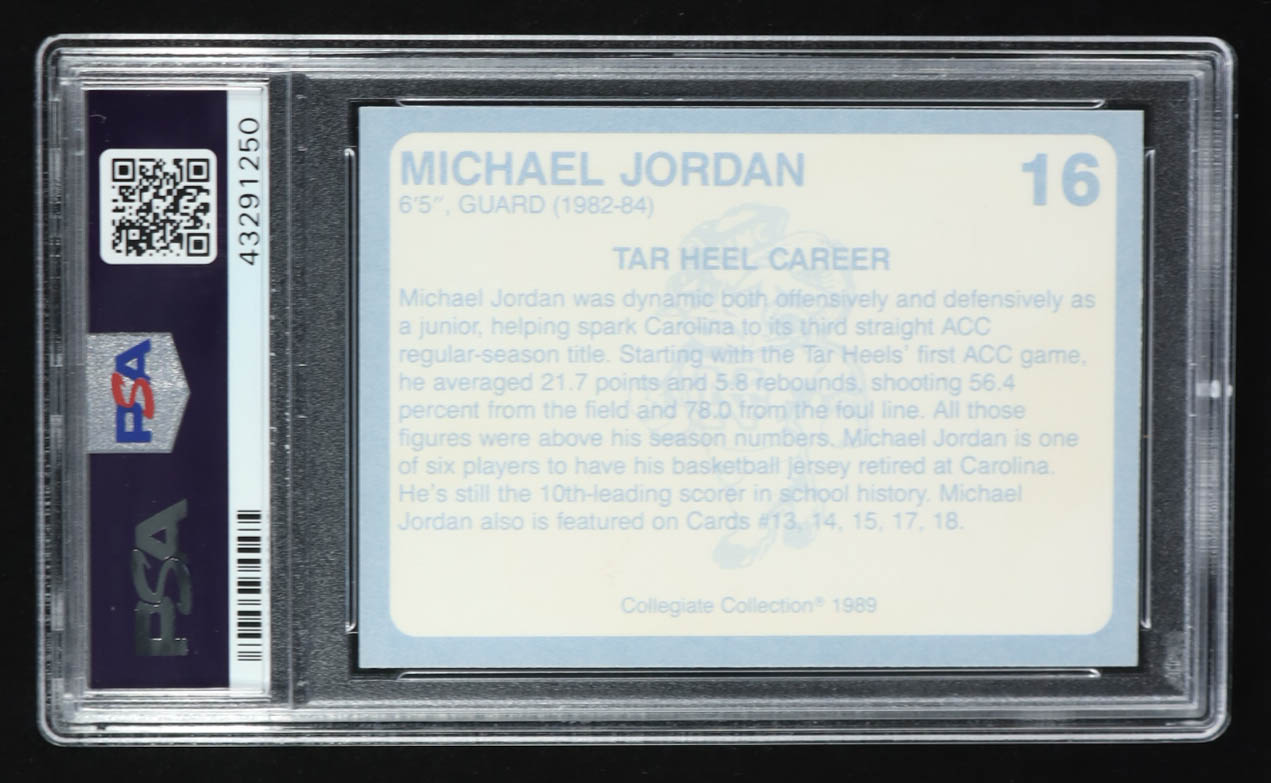 43291250
PSA
PSA
MICHAEL JORDAN
16
6'5", GUARD (1982-84)
TAR HEEL CAREER
Michael Jordan was dynamic both offensively and defensively as
a junior, helping spark Carolina to its third straight ACC
regular-season title. Starting with the Tar Heels' first ACC game,
he averaged 21.7 points and 5.8 rebounds, shooting 56.4
percent from the field and 78.0 from the foul line. All those
figures were above his season numbers. Michael Jordan is one
of six players to have his basketball jersey retired at Carolina.
He's still the 10th-leading scorer in school history. Michael
Jordan also is featured on Cards #13, 14, 15, 17, 18.
Collegiate Collection® 1989